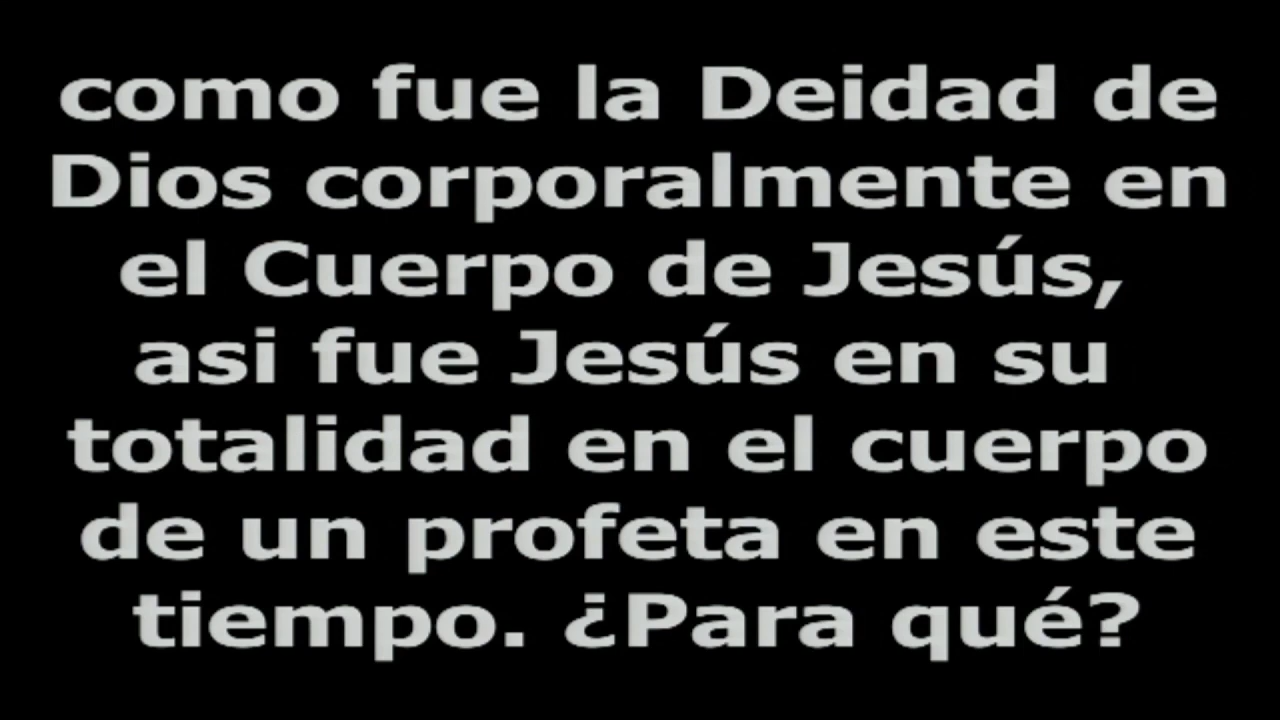 como fue la Deidad de
Dios corporalmente en
el Cuerpo de Jesús,
asi fue Jesús en su
totalidad en el cuerpo
de un profeta en este
tiempo. ¿Para qué?